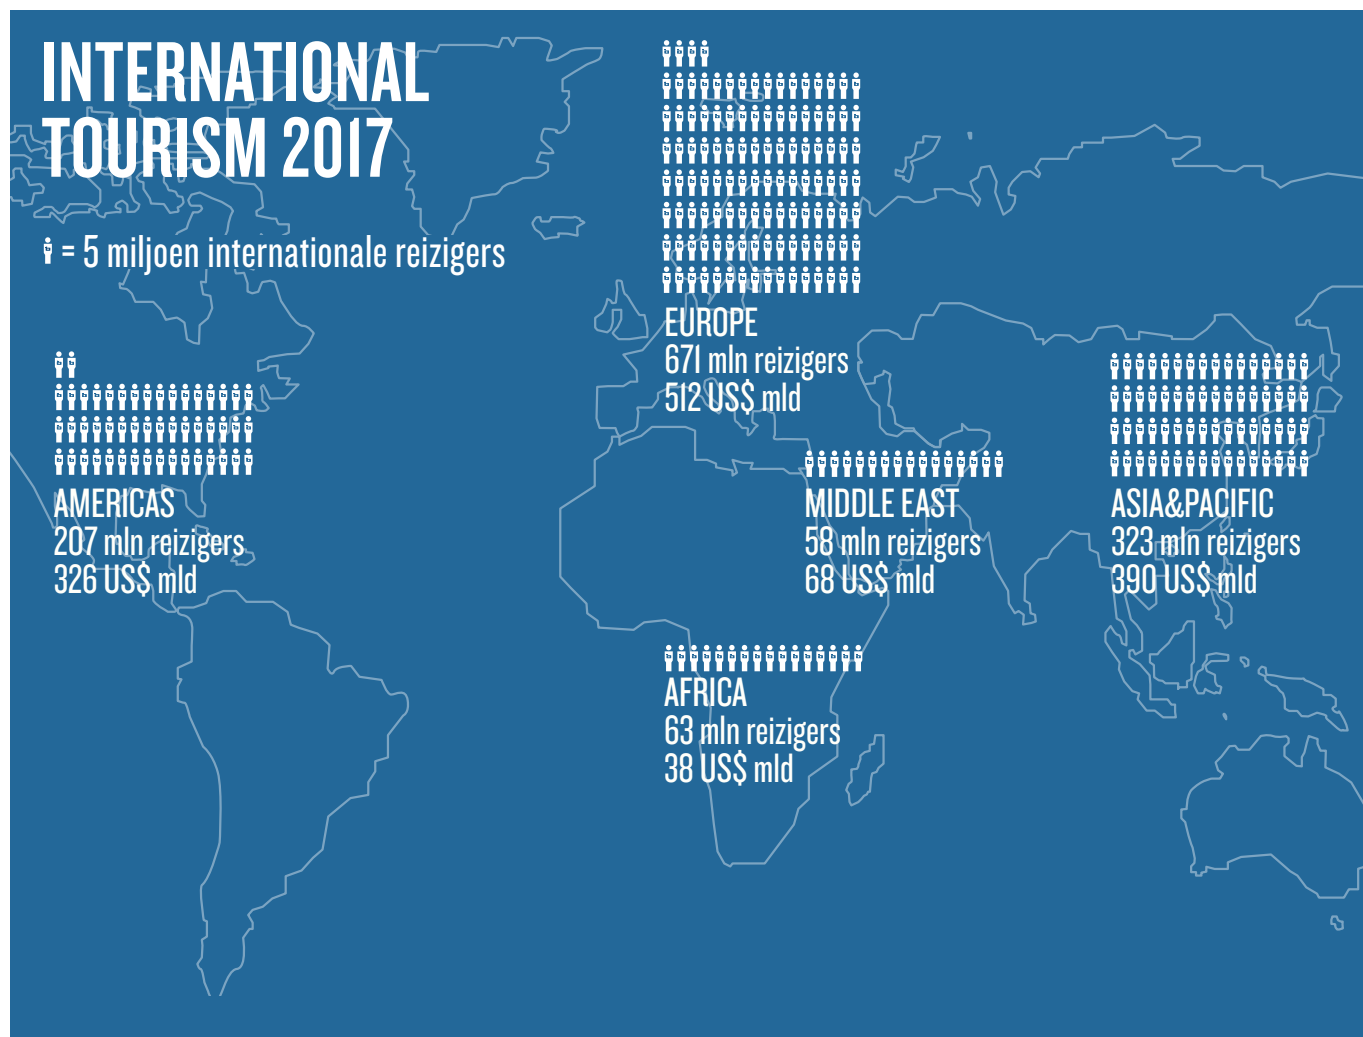 INTERNATIONAL
TOURISM 2017
= 5 miljoen internationale reizigers
EUROPE
671 mln reizigers
512 US$ mld
AMERICAS
207 mln reizigers
326 US$ mld
MIDDLE EAST
58 mln reizigers
68 US$ mld
ASIA&PACIFIC
323 mln reizigers
390 US$ mld
AFRICA
63 mln reizigers
38 US$ mld